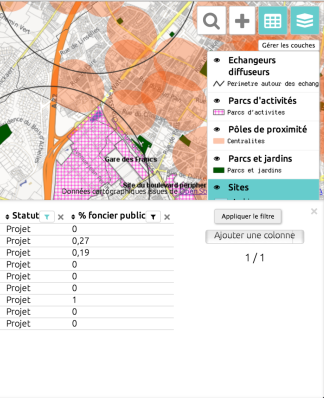 Gérer les couches
Echangeurs
diffuseurs
Perimetre autour des echang
Parcs d'activités
Parcs d'activites
Pôles de proximité
Centralites
Parcs et jardins
Parcs et jardins
Sites
Gare des Francs
Site du boulevard périphér
Données cartographiques issues de
Statut % foncier public
Projet 0
Projet 0,27
Projet 0,19
Projet 0
Projet 0
Projet 0
Projet 1
Projet 0
Projet 0
Appliquer le filtre
Ajouter une colonne
1 / 1